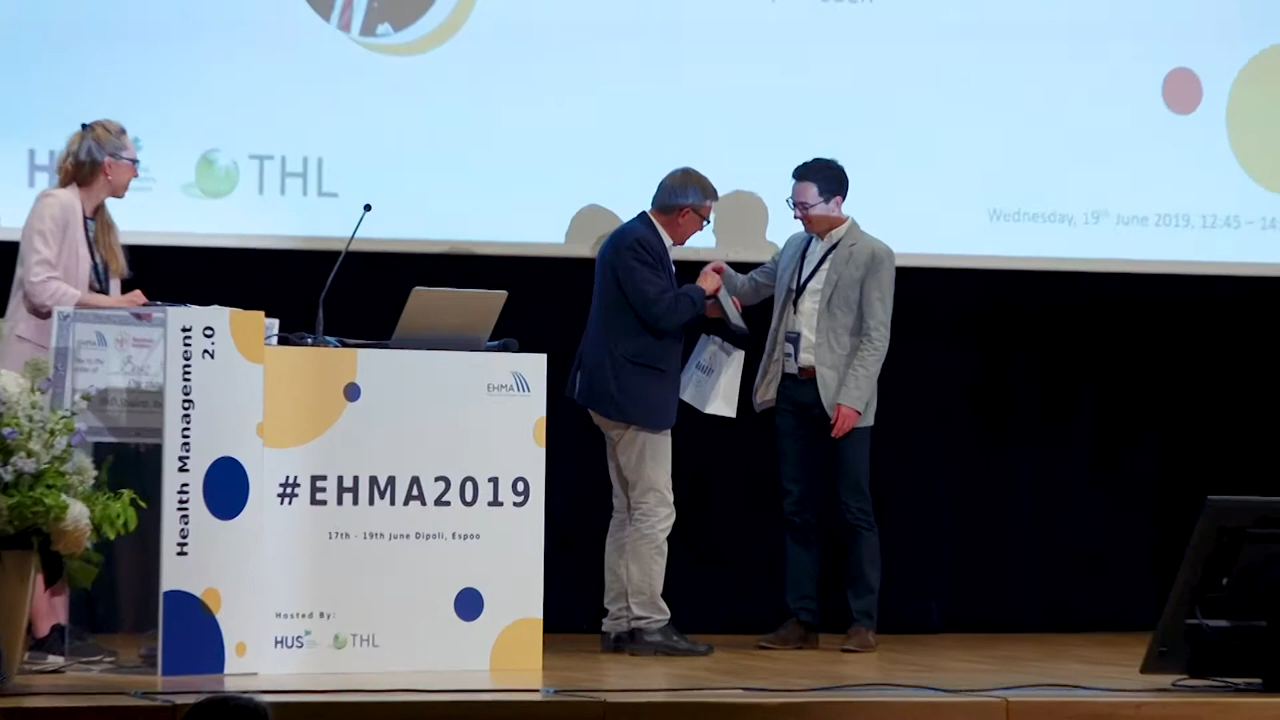 THL
Wednesday, 19th June 2019, 12.45 – 14
Health Management
2.0
EHMA
#EHMA2019
17th - 19th June Dipoli, Espoo
Hosted By:
HUS THL